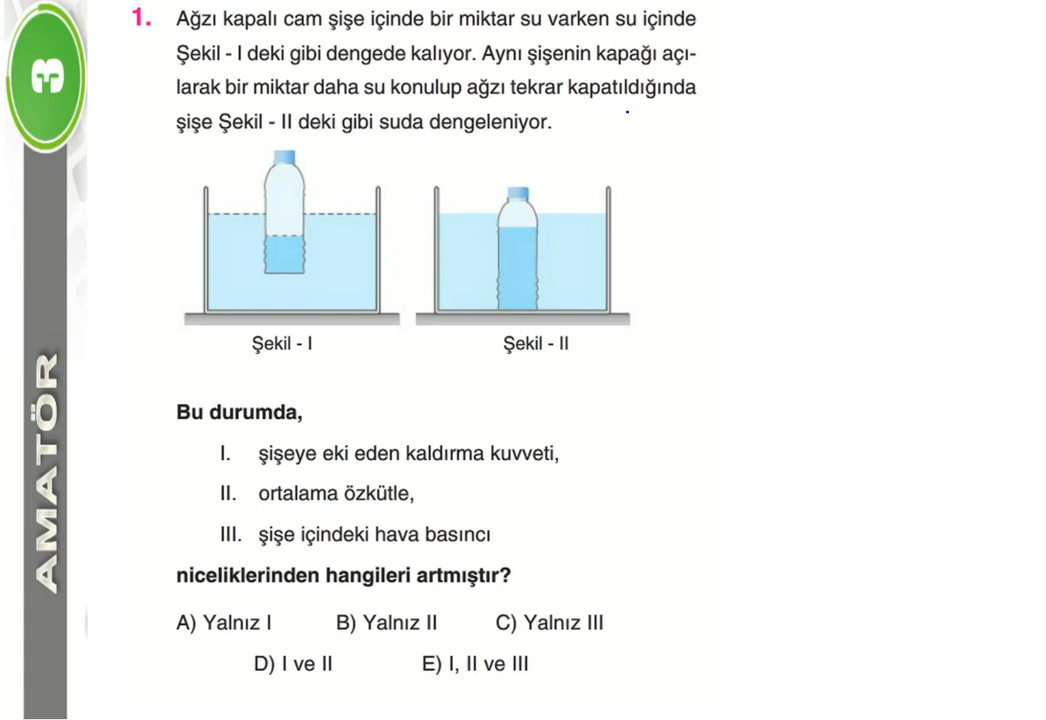 3
AMATÖR
1. Ağzı kapalı cam şişe içinde bir miktar su varken su içinde
Şekil - I deki gibi dengede kalıyor. Aynı şişenin kapağı açı-
larak bir miktar daha su konulup ağzı tekrar kapatıldığında
şişe Şekil - II deki gibi suda dengeleniyor.
Şekil - I
Şekil - II
Bu durumda,
I. şişeye eki eden kaldırma kuvveti,
II. ortalama özkütle,
III. şişe içindeki hava basıncı
niceliklerinden hangileri artmıştır?
A) Yalnız I B) Yalnız II C) Yalnız III
D) I ve II E) I, II ve III